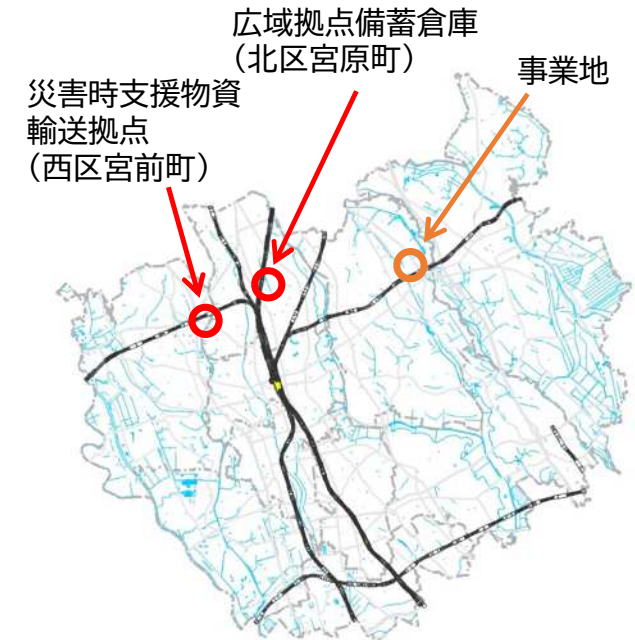 広域拠点備蓄倉庫
（北区宮原町）
事業地
災害時支援物資
輸送拠点
（西区宮前町）